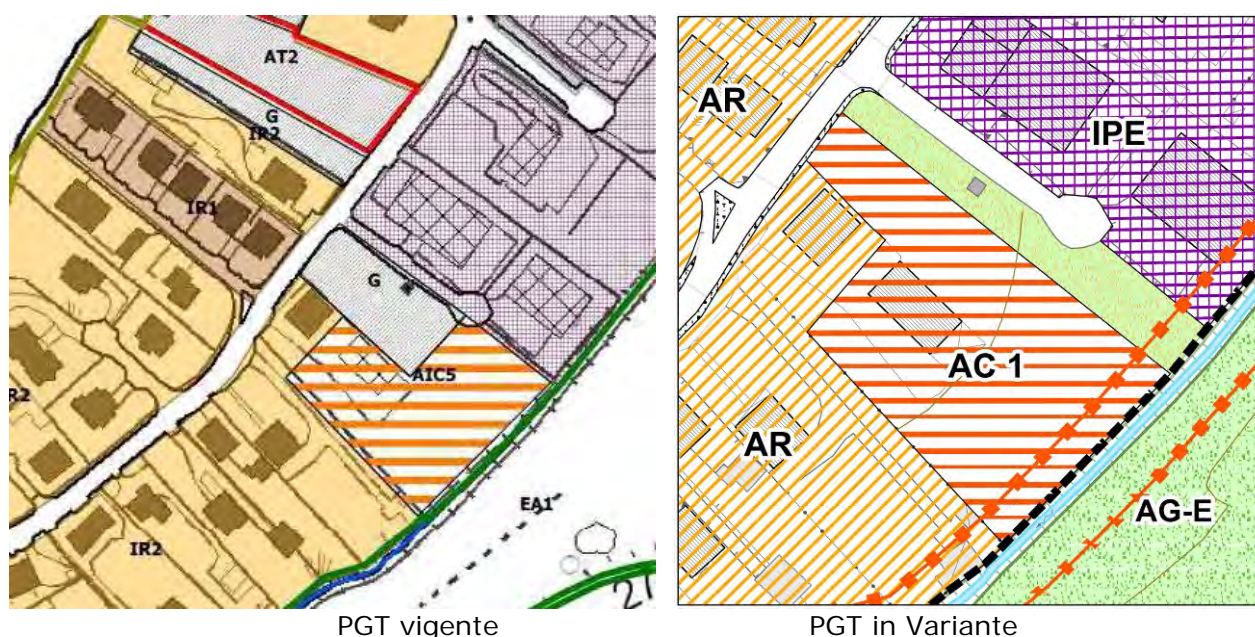 AT2
G
IR2
IR1
G
AIC5
R2
EA1
IR2
AR
IPE
AC 1
AR
AG-E
PGT vigente
PGT in Variante